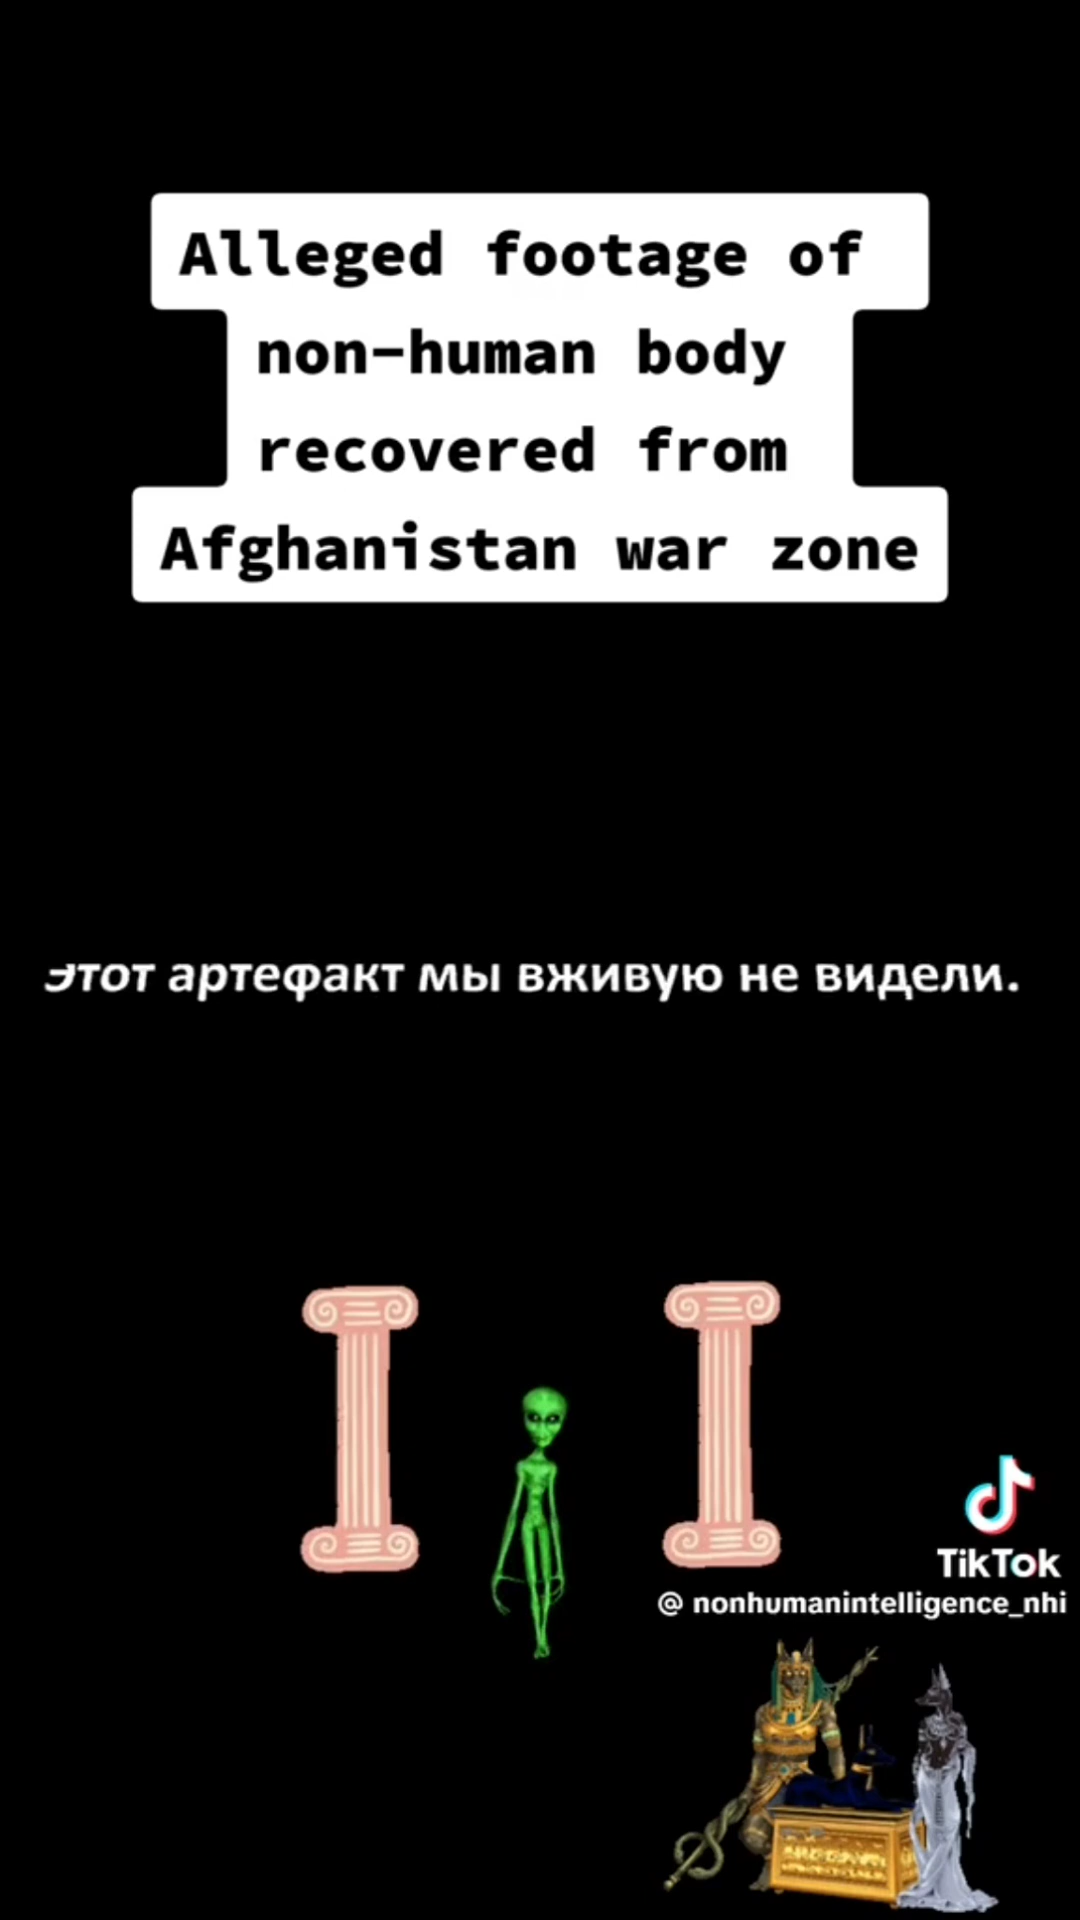 Alleged footage of
non-human body
recovered from
Afghanistan war zone
этот артефакт мы вживую не видели.
TikTok
@ nonhumanintelligence_nhi